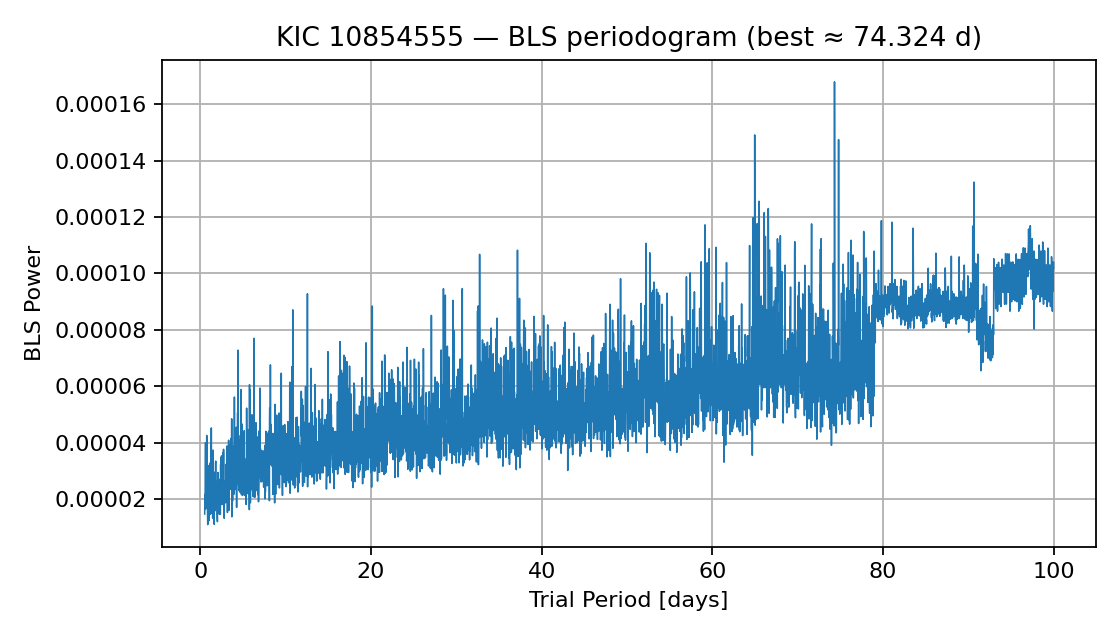 KIC 10854555 — BLS periodogram (best ≈ 74.324 d)
BLS Power
0.00016
0.00014
0.00012
0.00010
0.00008
0.00006
0.00004
0.00002
0 20 40 60 80 100
Trial Period [days]